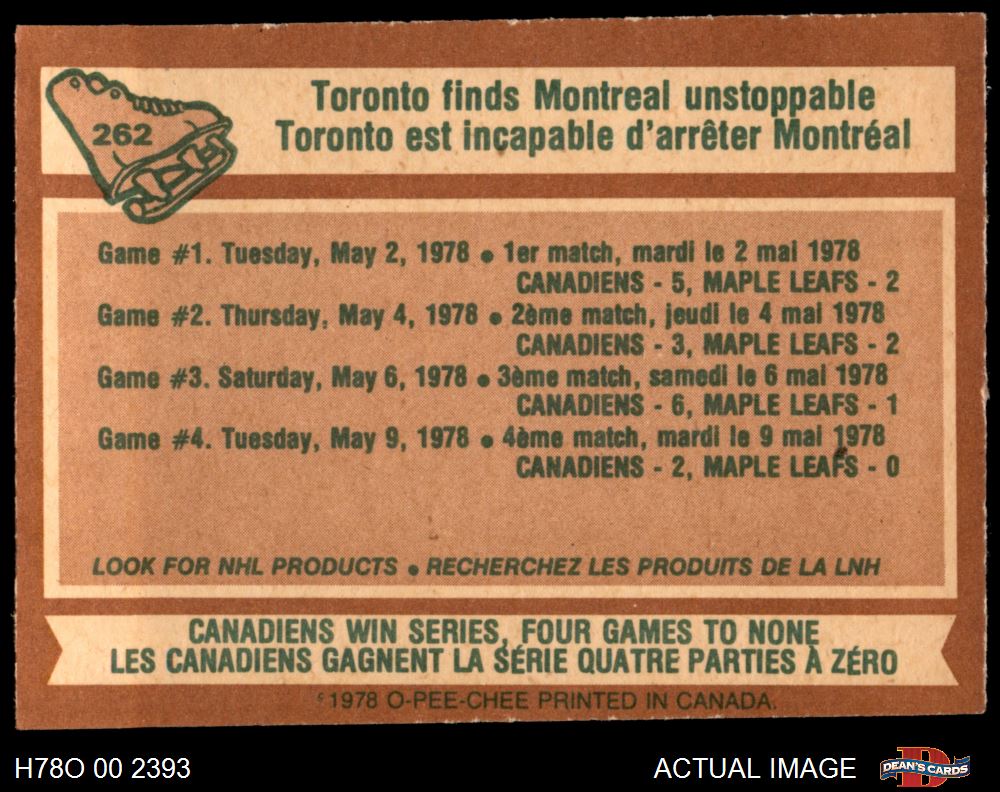 262
Toronto finds Montreal unstoppable
Toronto est incapable d'arrêter Montréal
Game #1. Tuesday, May 2, 1978 • 1er match, mardi le 2 mai 1978
CANADIENS - 5, MAPLE LEAFS - 2
Game #2. Thursday, May 4, 1978 • 2ème match, jeudi le 4 mai 1978
CANADIENS - 3, MAPLE LEAFS - 2
Game #3. Saturday, May 6, 1978 • 3ème match, samedi le 6 mai 1978
CANADIENS - 6, MAPLE LEAFS - 1
Game #4. Tuesday, May 9, 1978 • 4ème match, mardi le 9 mai 1978
CANADIENS - 2, MAPLE LEAFS - 0
LOOK FOR NHL PRODUCTS • RECHERCHEZ LES PRODUITS DE LA LNH
CANADIENS WIN SERIES, FOUR GAMES TO NONE
LES CANADIENS GAGNENT LA SÉRIE QUATRE PARTIES À ZÉRO
© 1978 O-PEE-CHEE PRINTED IN CANADA.
H78O 00 2393
ACTUAL IMAGE
D
DEAN'S CARDS